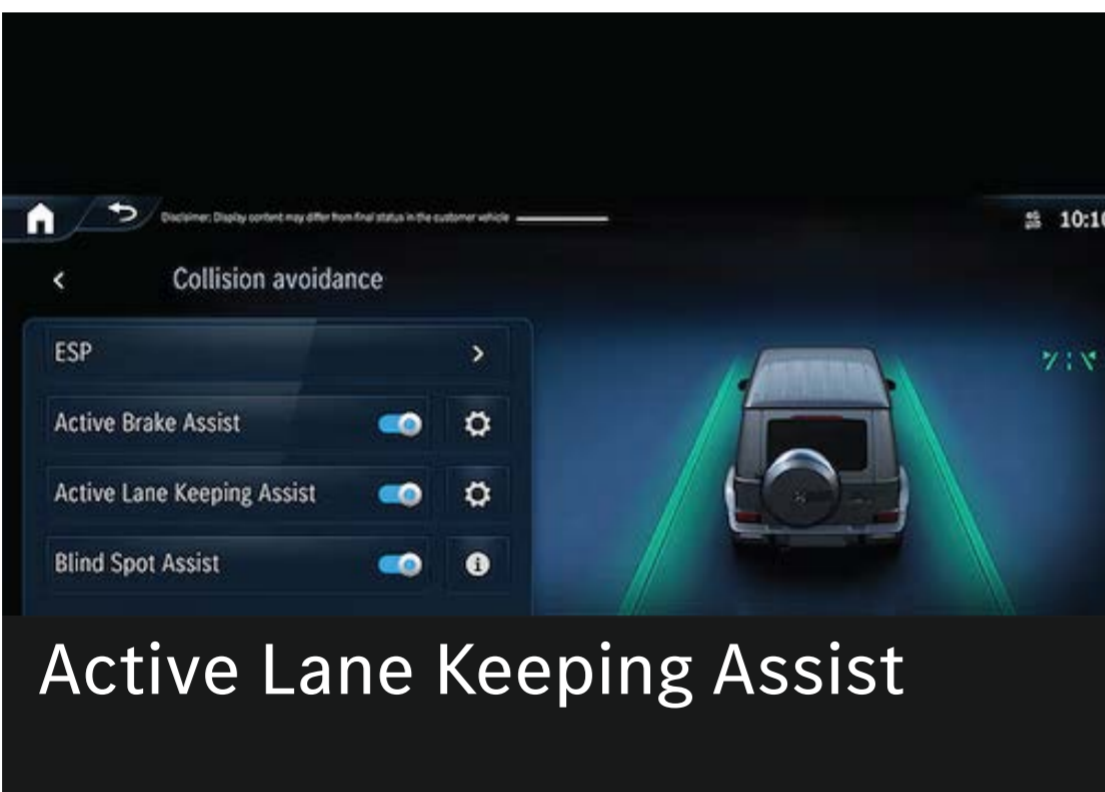 Disclaimer: Display content may differ from final status in the customer vehicle
10:10
Collision avoidance
ESP
Active Brake Assist
Active Lane Keeping Assist
Blind Spot Assist
Active Lane Keeping Assist